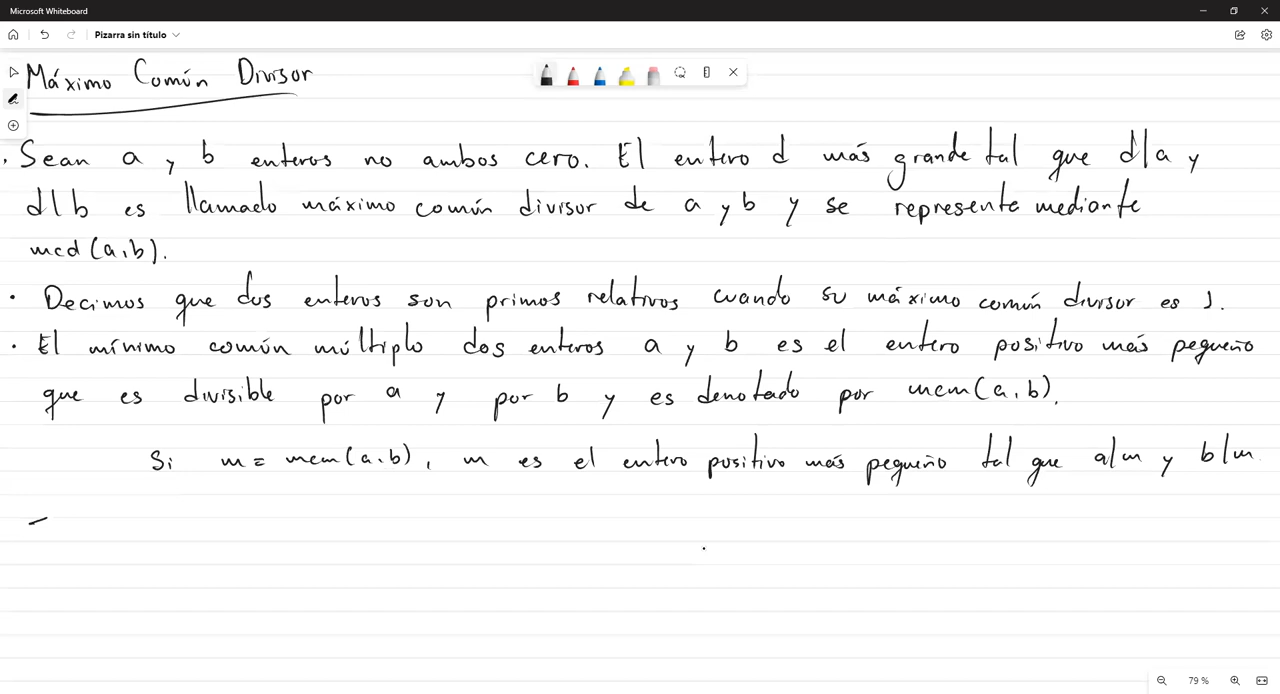 Microsoft Whiteboard
Pizarra sin título
Máximo Común Divisor
. Sean a y b enteros no ambos cero. El entero d más grande tal que d|a y
d|b es llamado máximo común divisor de a y b y se representa mediante
mcd (a,b).
· Decimos que dos enteros son primos relativos cuando su máximo común divisor es 1.
· El mínimo común múltiplo dos enteros a y b es el entero positivo más pequeño
que es divisible por a y por b y es denotado por mcm(a,b).
Si m = mcm(a,b), m es el entero positivo más pequeño tal que a|m y b|m.
79 %